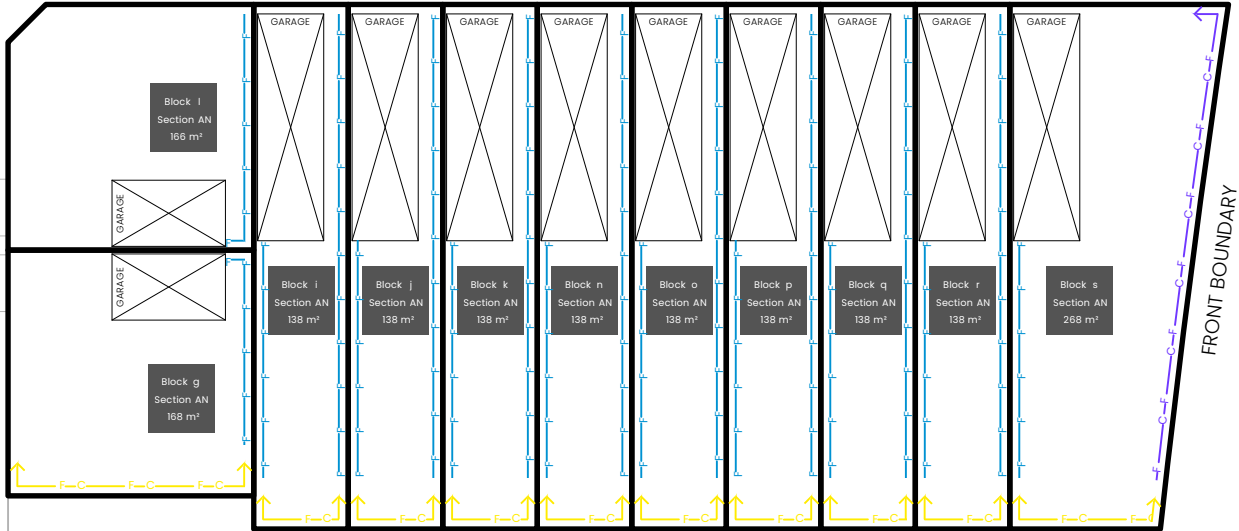 GARAGE GARAGE GARAGE GARAGE GARAGE GARAGE GARAGE GARAGE GARAGE
Block l
Section AN
166 m²
GARAGE
FRONT BOUNDARY
GARAGE
Block i
Section AN
138 m²
Block j
Section AN
138 m²
Block k
Section AN
138 m²
Block n
Section AN
138 m²
Block o
Section AN
138 m²
Block p
Section AN
138 m²
Block q
Section AN
138 m²
Block r
Section AN
138 m²
Block s
Section AN
268 m²
Block g
Section AN
168 m²
F C F C F C
F C F C F C F C F C F C F C F C F C